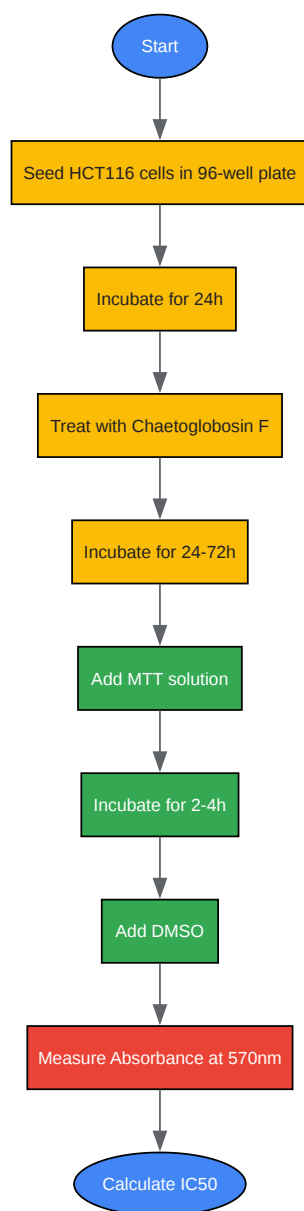 Start
Seed HCT116 cells in 96-well plate
Incubate for 24h
Treat with Chaetoglobosin F
Incubate for 24-72h
Add MTT solution
Incubate for 2-4h
Add DMSO
Measure Absorbance at 570nm
Calculate IC50